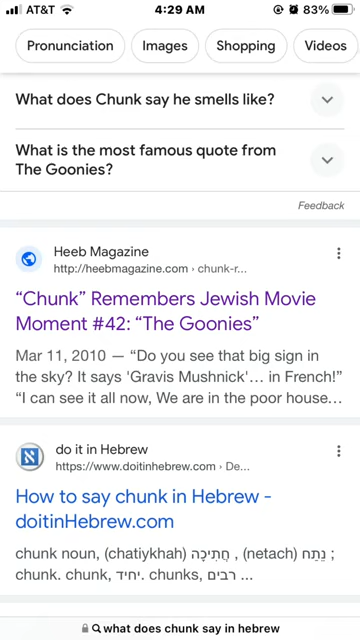 AT&T 4:29 AM 83%
Pronunciation Images Shopping Videos
What does Chunk say he smells like?
What is the most famous quote from
The Goonies?
Feedback
Heeb Magazine
http://heebmagazine.com › chunk-r...
“Chunk” Remembers Jewish Movie
Moment #42: “The Goonies”
Mar 11, 2010 — “Do you see that big sign in
the sky? It says 'Gravis Mushnick'... in French!”
“I can see it all now, We are in the poor house...
do it in Hebrew
https://www.doitinhebrew.com › De...
How to say chunk in Hebrew -
doitinHebrew.com
chunk noun, (chatiykhah) חֲתִיכָה , (netach) נֵתַח ;
chunk. chunk, יחיד. chunks, רבים ...
what does chunk say in hebrew